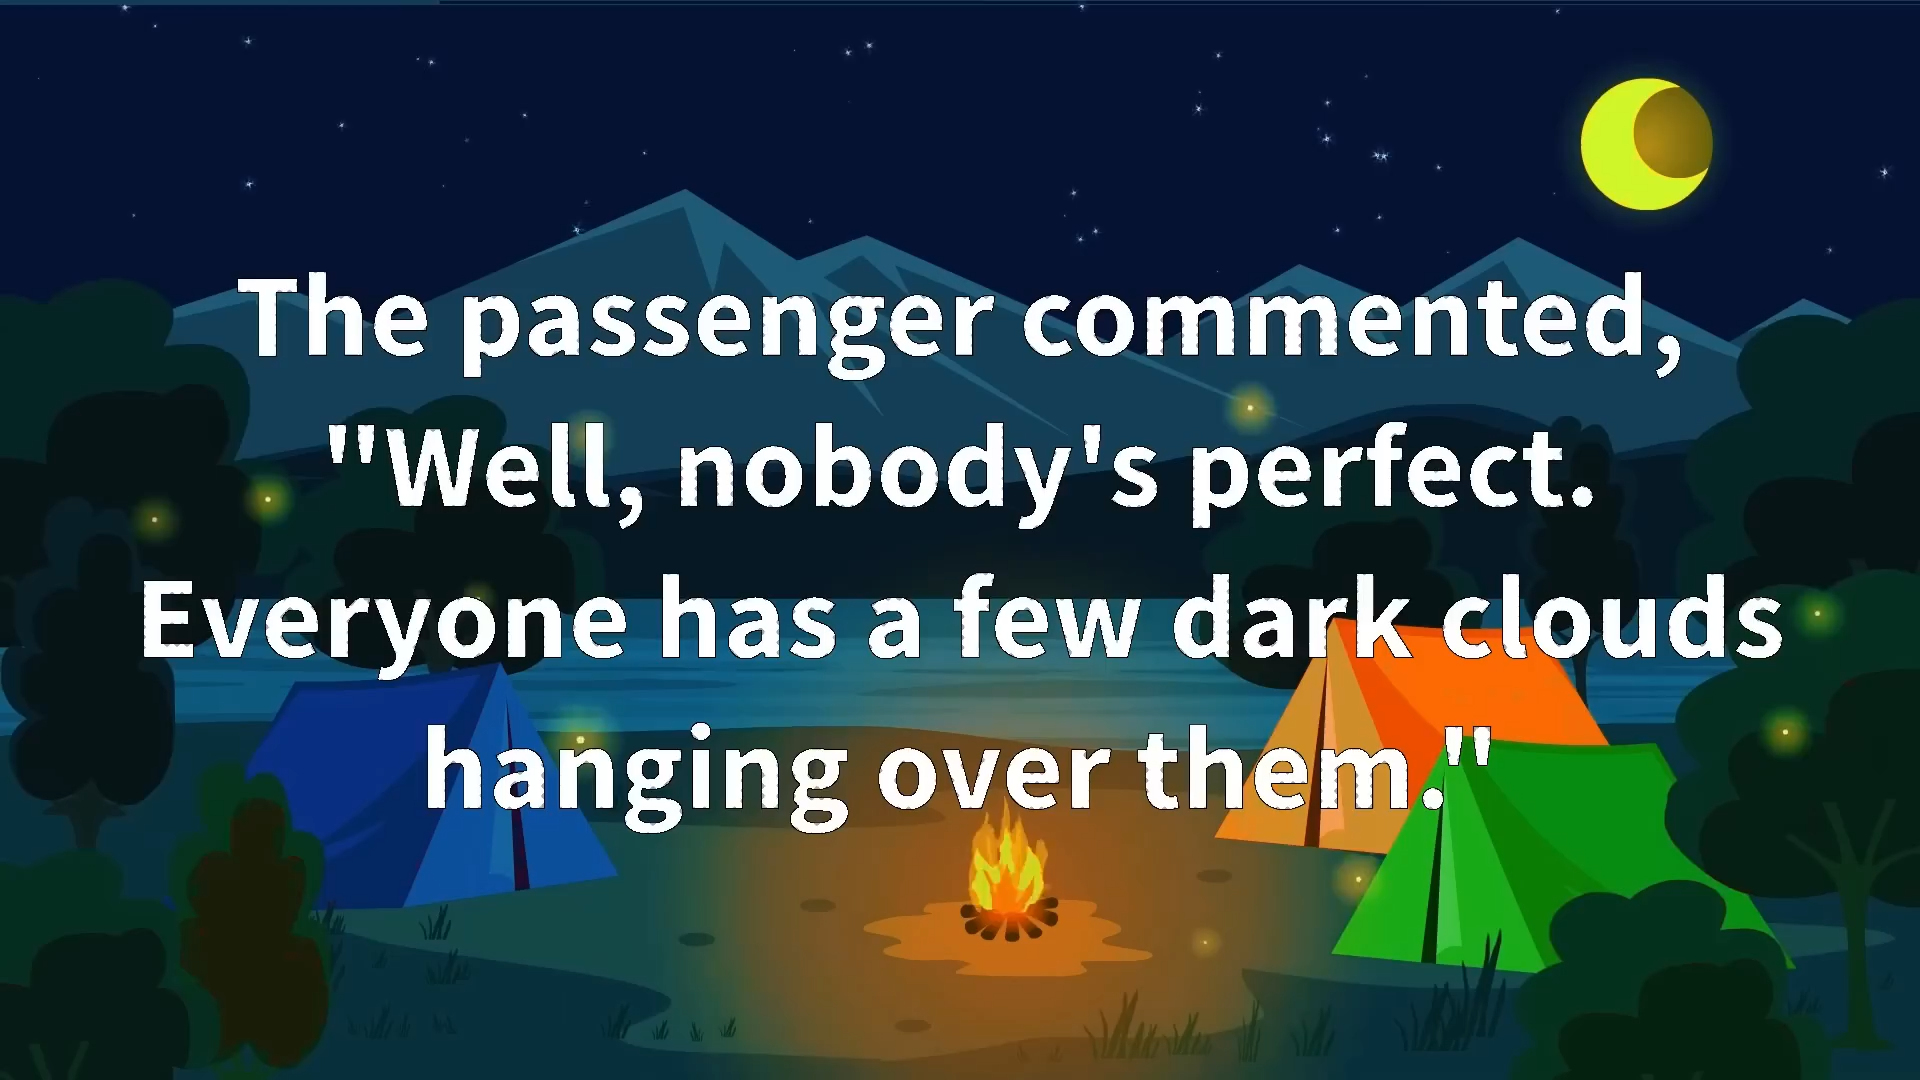 The passenger commented,
"Well, nobody's perfect.
Everyone has a few dark clouds
hanging over them."